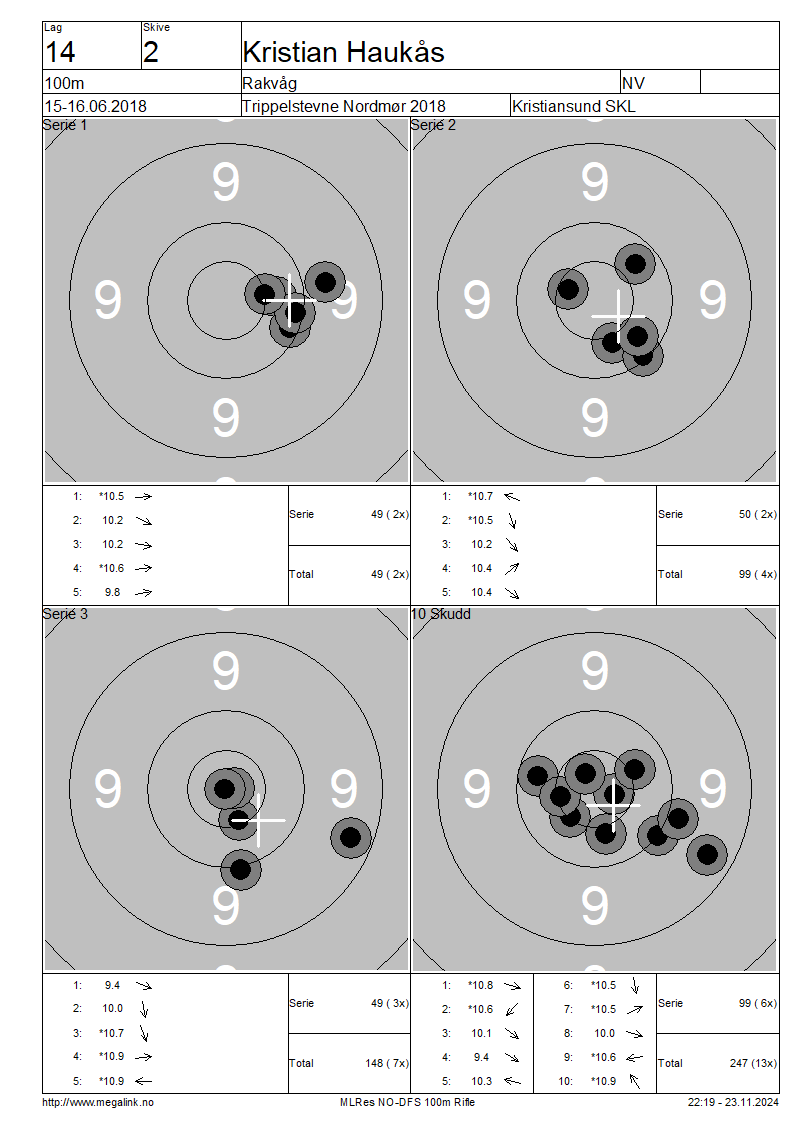 Lag
Skive
14
2
Kristian Haukås
100m
Rakvåg
NV
15-16.06.2018
Trippelstevne Nordmør 2018
Kristiansund SKL
Serie 1
9
9
9
9
1: *10.5
2: 10.2
3: 10.2
4: *10.6
5: 9.8
Serie 49 ( 2x)
Total 49 ( 2x)
Serie 2
9
9
9
9
1: *10.7
2: *10.5
3: 10.2
4: 10.4
5: 10.4
Serie 50 ( 2x)
Total 99 ( 4x)
Serie 3
9
9
9
9
1: 9.4
2: 10.0
3: *10.7
4: *10.9
5: *10.9
Serie 49 ( 3x)
Total 148 ( 7x)
10 Skudd
9
9
9
9
1: *10.8
2: *10.6
3: 10.1
4: 9.4
5: 10.3
6: *10.5
7: *10.5
8: 10.0
9: *10.6
10: *10.9
Serie 99 ( 6x)
Total 247 (13x)
http://www.megalink.no
MLRes NO-DFS 100m Rifle
22:19 - 23.11.2024